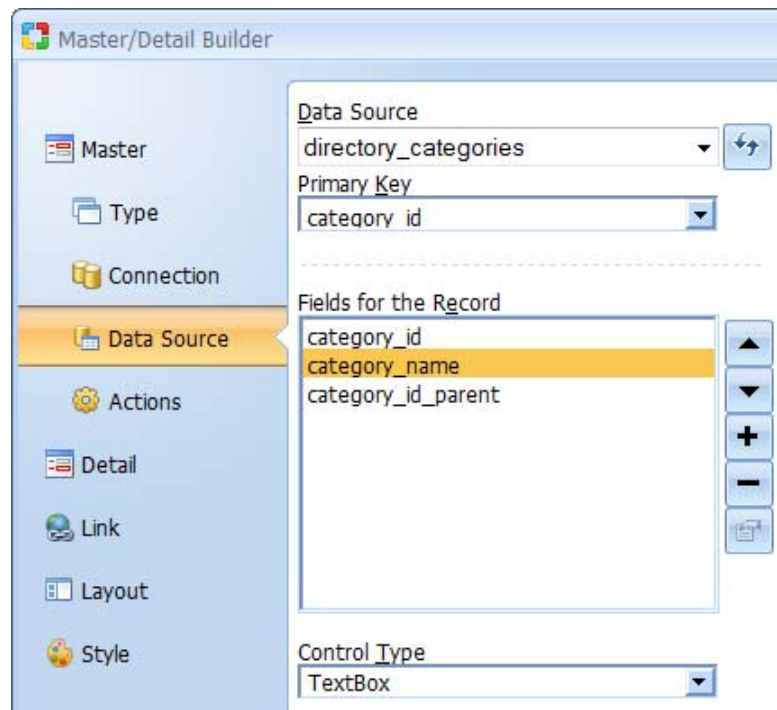 Master/Detail Builder
Master
Type
Connection
Data Source
Actions
Detail
Link
Layout
Style
Data Source
directory_categories
Primary Key
category_id
Fields for the Record
category_id
category_name
category_id_parent
Control Type
TextBox